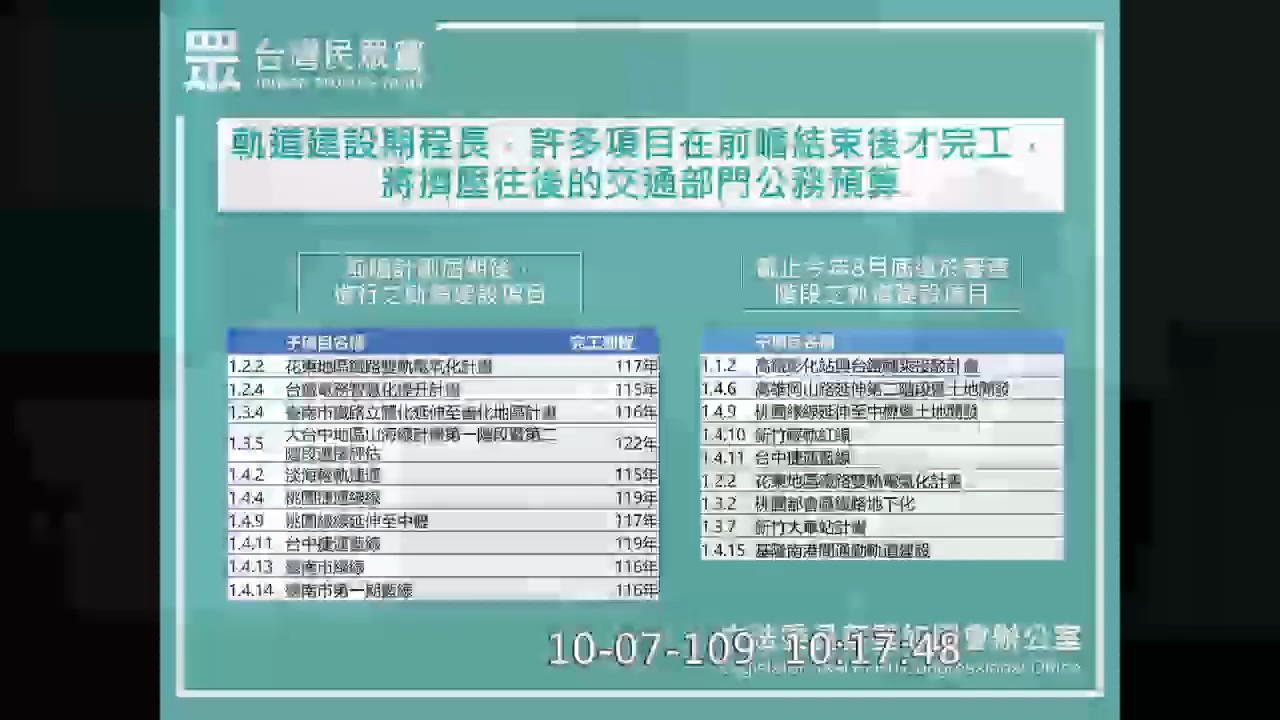 眾 台灣民眾黨
軌道建設期程長，許多項目在前瞻結束後才完工，
將擠壓往後的交通部門公務預算
前瞻計劃屆期後，
進行之軌道建設項目
子項目名稱 完工期程
1.2.2 花東地區鐵路雙軌電氣化計畫 117年
1.2.4 台鐵電務智慧化提升計畫 115年
1.3.4 臺南市鐵路立體化延伸至善化地區計畫 116年
1.3.5 大台中地區山海線計畫第一階段暨第二
階段選線評估 122年
1.4.2 淡海輕軌捷運 115年
1.4.4 桃園捷運綠線 119年
1.4.9 桃園綠線延伸至中壢 117年
1.4.11 台中捷運藍線 119年
1.4.13 臺南市綠線 116年
1.4.14 臺南市第一期藍線 116年
截止今年8月底還於審查
階段之軌道建設項目
子項目名稱
1.1.2 高鐵彰化站與台鐵轉乘接駁計畫
1.4.6 高雄岡山路延伸第二階段暨土地開發
1.4.9 桃園綠線延伸至中壢暨土地開發
1.4.10 新竹輕軌紅線
1.4.11 台中捷運藍線
1.2.2 花東地區鐵路雙軌電氣化計畫
1.3.2 桃園都會區鐵路地下化
1.3.7 新竹大車站計畫
1.4.15 基隆南港間通勤軌道建設
10-07-109 10:17:48
國會辦公室